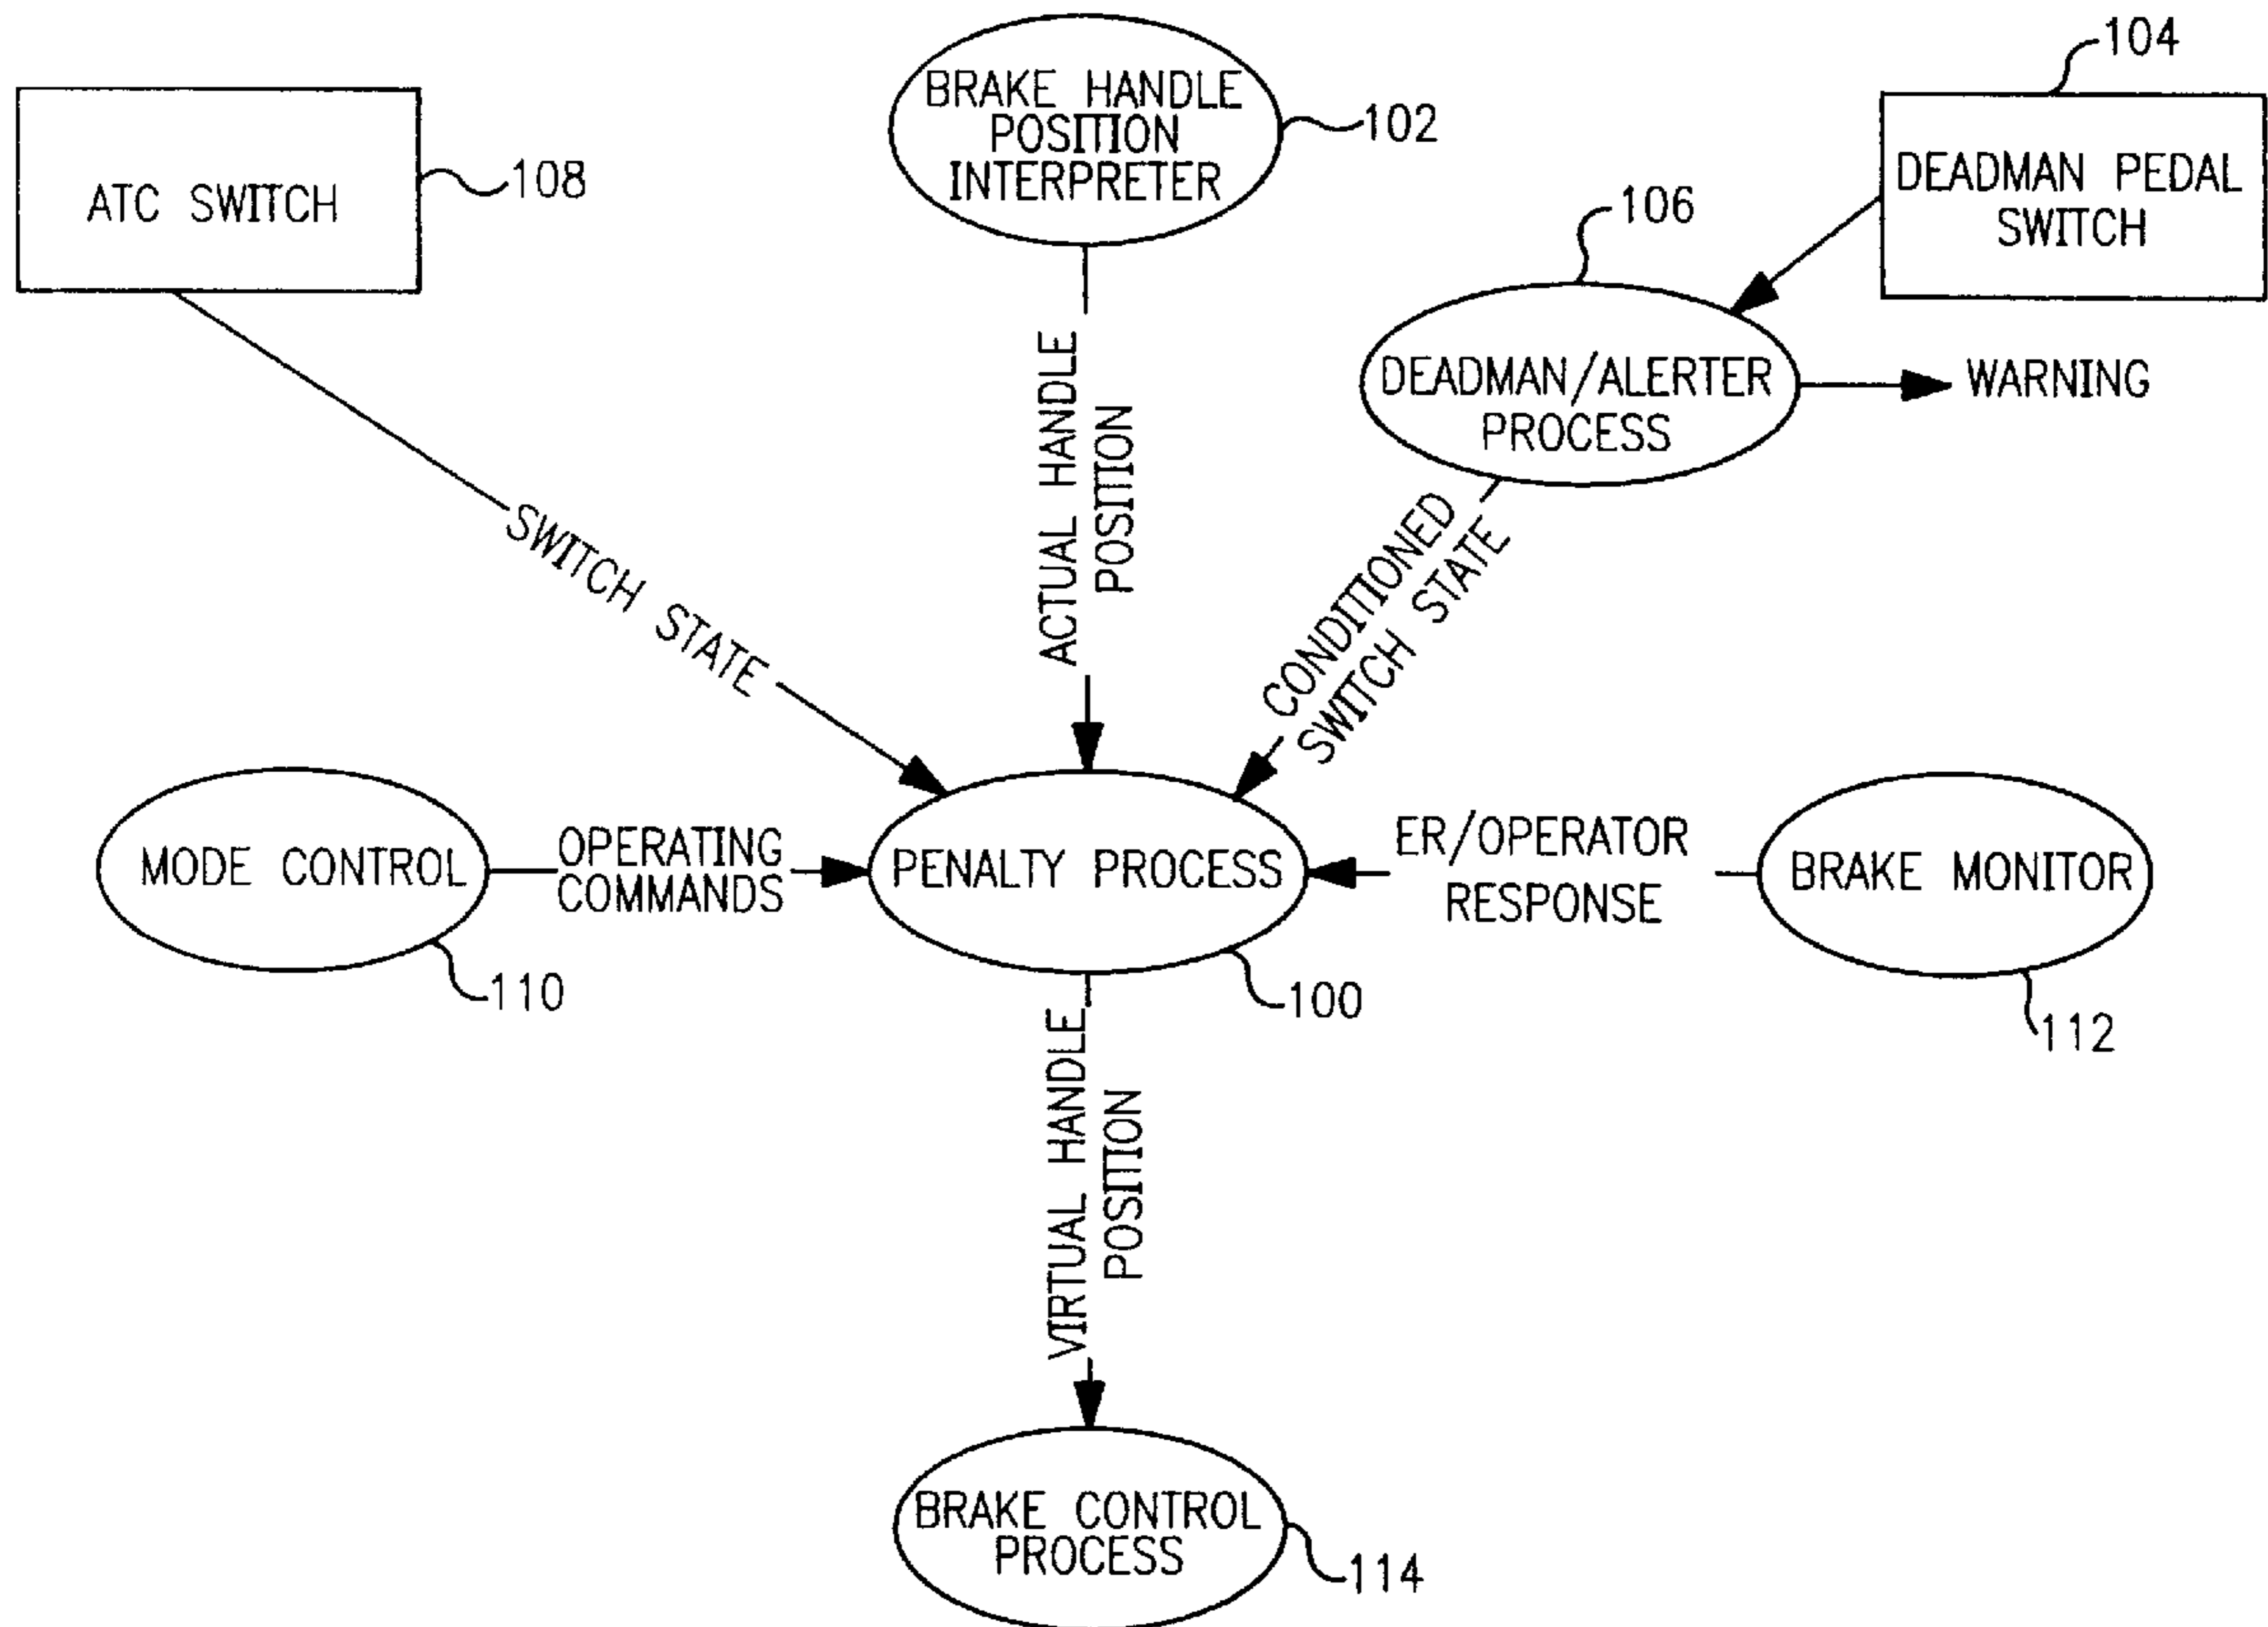 104
BRAKE HANDLE
POSITION
INTERPRETER
102
DEADMAN PEDAL
SWITCH
ATC SWITCH
108
106
DEADMAN/ALERTER
PROCESS
WARNING
SWITCH STATE
ACTUAL HANDLE
POSITION
CONDITIONED
SWITCH STATE
MODE CONTROL
110
OPERATING
COMMANDS
PENALTY PROCESS
100
ER/OPERATOR
RESPONSE
BRAKE MONITOR
112
VIRTUAL HANDLE
POSITION
BRAKE CONTROL
PROCESS
114